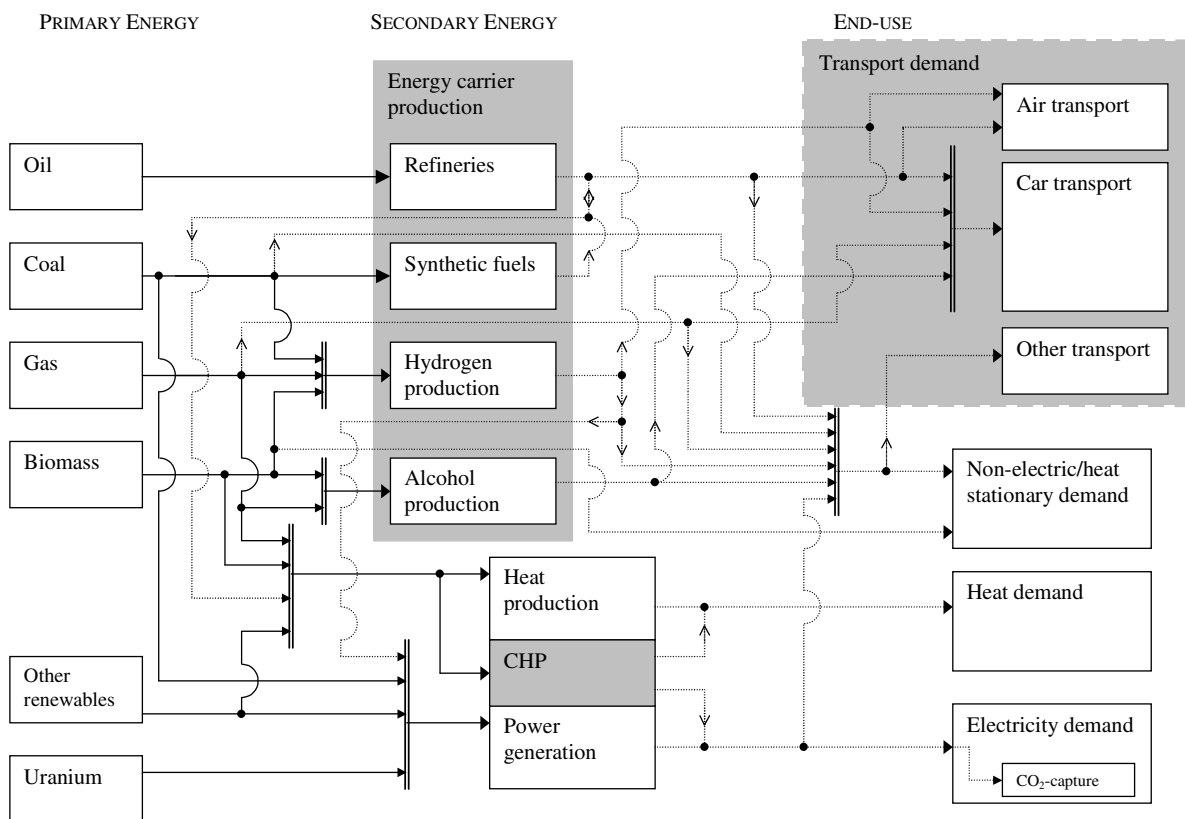 PRIMARY ENERGY
SECONDARY ENERGY
END-USE
Oil
Coal
Gas
Biomass
Other
renewables
Uranium
Energy carrier
production
Refineries
Synthetic fuels
Hydrogen
production
Alcohol
production
Heat
production
CHP
Power
generation
Transport demand
Air transport
Car transport
Other transport
Non-electric/heat
stationary demand
Heat demand
Electricity demand
CO₂-capture